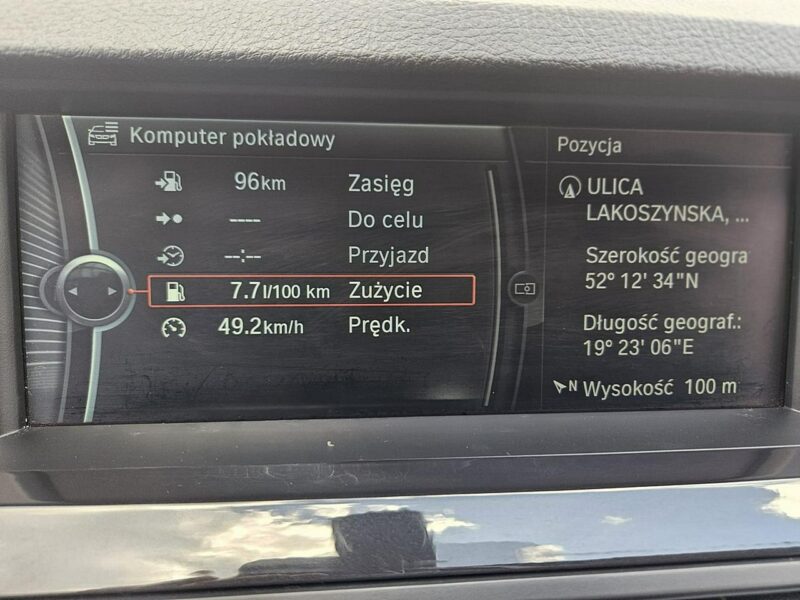 Komputer pokładowy
96km Zasięg
---- Do celu
--:-- Przyjazd
7.7l/100 km Zużycie
49.2km/h Prędk.
Pozycja
ULICA
LAKOSZYNSKA, ...
Szerokość geogra
52° 12' 34"N
Długość geograf.:
19° 23' 06"E
N Wysokość 100 m